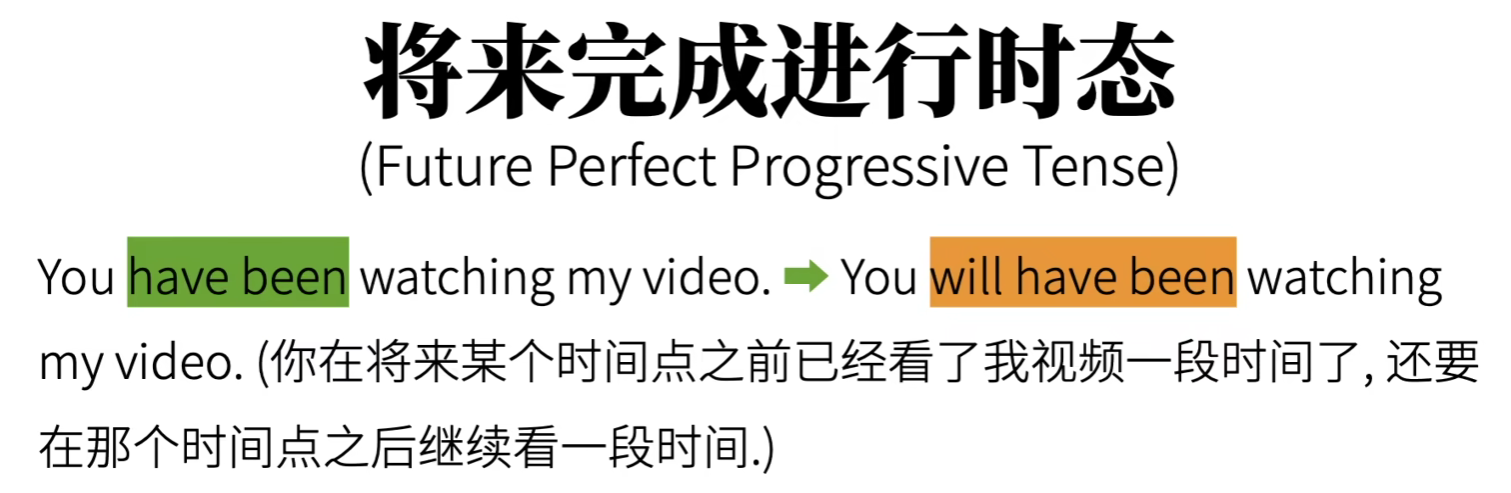 将来完成进行时态
(Future Perfect Progressive Tense)
You have been watching my video. ➡ You will have been watching
my video. (你在将来某个时间点之前已经看了我视频一段时间了, 还要
在那个时间点之后继续看一段时间.)